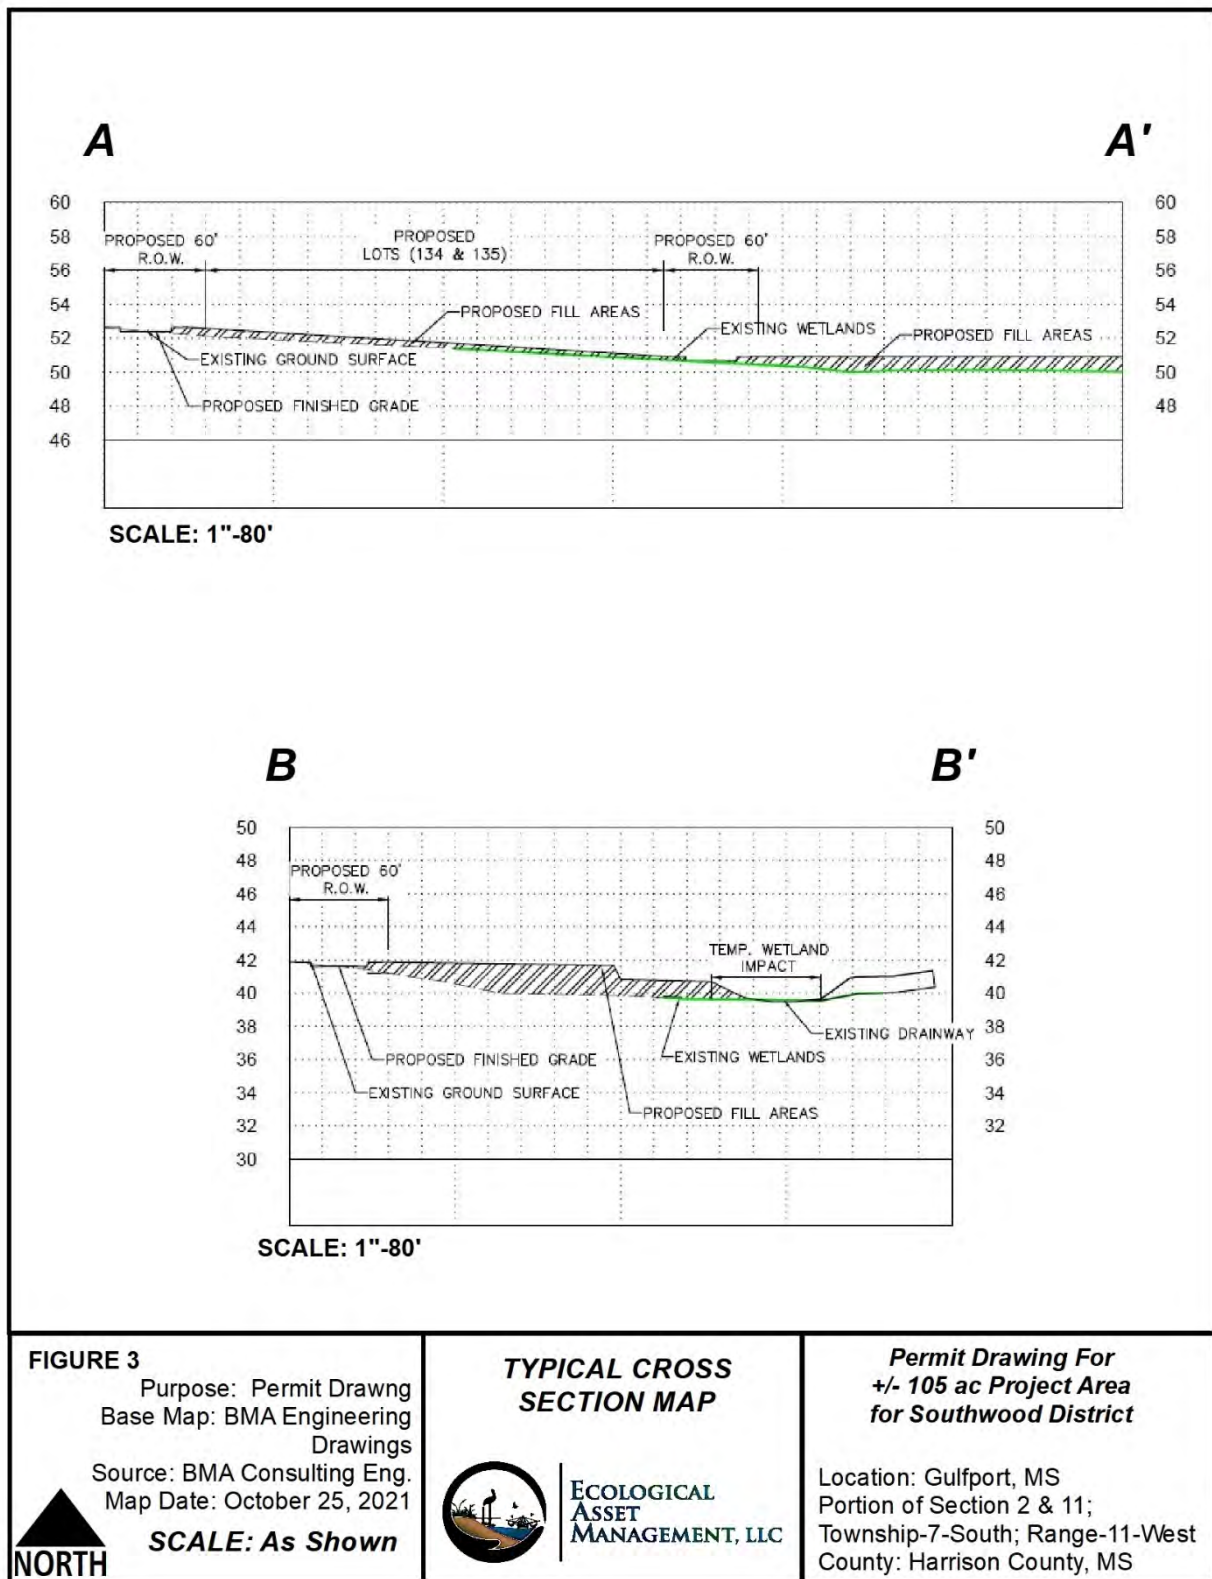 A A'
60 60
58 58
PROPOSED 60' PROPOSED PROPOSED 60'
R.O.W. LOTS (134 & 135) R.O.W.
56 56
54 54
PROPOSED FILL AREAS
EXISTING WETLANDS
PROPOSED FILL AREAS
52 52
EXISTING GROUND SURFACE
50 50
PROPOSED FINISHED GRADE
48 48
46
SCALE: 1"-80'
B B'
50 50
48 48
PROPOSED 60'
R.O.W.
46 46
44 44
TEMP. WETLAND
IMPACT
42 42
40 40
38 38
EXISTING DRAINWAY
36 36
PROPOSED FINISHED GRADE
EXISTING WETLANDS
34 34
EXISTING GROUND SURFACE
PROPOSED FILL AREAS
32 32
30
SCALE: 1"-80'
FIGURE 3
Purpose: Permit Drawng
Base Map: BMA Engineering
Drawings
Source: BMA Consulting Eng.
Map Date: October 25, 2021
SCALE: As Shown
NORTH
TYPICAL CROSS
SECTION MAP
ECOLOGICAL
ASSET
MANAGEMENT, LLC
Permit Drawing For
+/- 105 ac Project Area
for Southwood District
Location: Gulfport, MS
Portion of Section 2 & 11;
Township-7-South; Range-11-West
County: Harrison County, MS